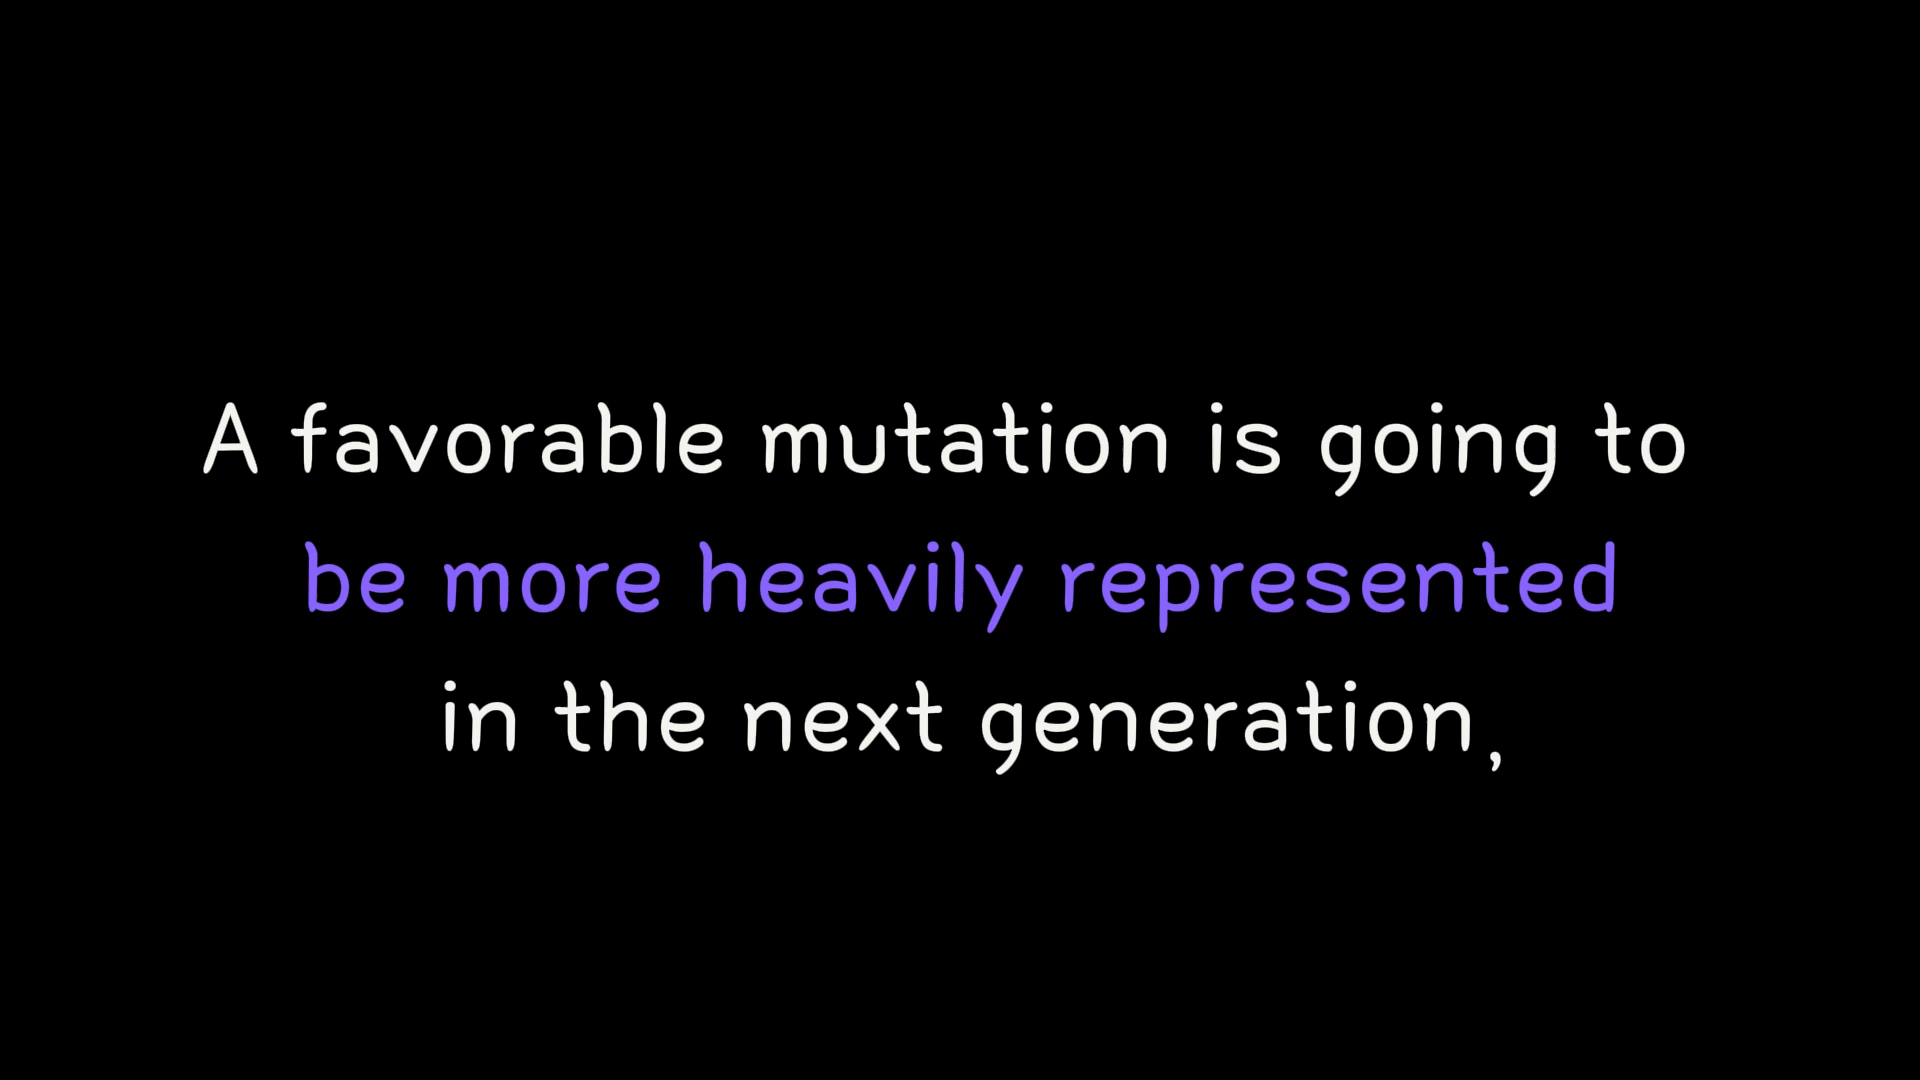 A favorable mutation is going to
be more heavily represented
in the next generation,